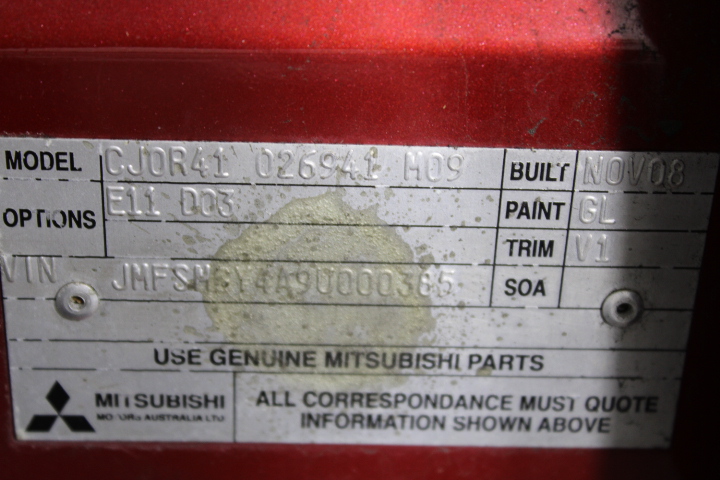 MODEL CJ0R41 026941 M09 BUILT NOV08
OPTIONS E11 D03 PAINT GL
TRIM V1
VIN SOA
USE GENUINE MITSUBISHI PARTS
MITSUBISHI
MOTORS AUSTRALIA LTD
ALL CORRESPONDANCE MUST QUOTE
INFORMATION SHOWN ABOVE